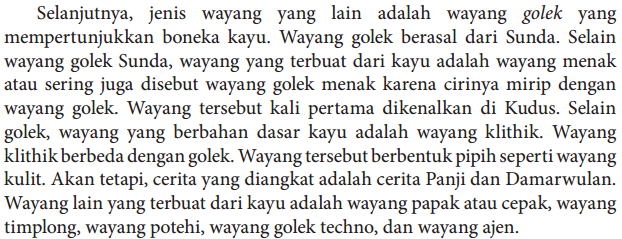 Selanjutnya, jenis wayang yang lain adalah wayang golek yang
mempertunjukkan boneka kayu. Wayang golek berasal dari Sunda. Selain
wayang golek Sunda, wayang yang terbuat dari kayu adalah wayang menak
atau sering juga disebut wayang golek menak karena cirinya mirip dengan
wayang golek. Wayang tersebut kali pertama dikenalkan di Kudus. Selain
golek, wayang yang berbahan dasar kayu adalah wayang klithik. Wayang
klithik berbeda dengan golek. Wayang tersebut berbentuk pipih seperti wayang
kulit. Akan tetapi, cerita yang diangkat adalah cerita Panji dan Damarwulan.
Wayang lain yang terbuat dari kayu adalah wayang papak atau cepak, wayang
timplong, wayang potehi, wayang golek techno, dan wayang ajen.